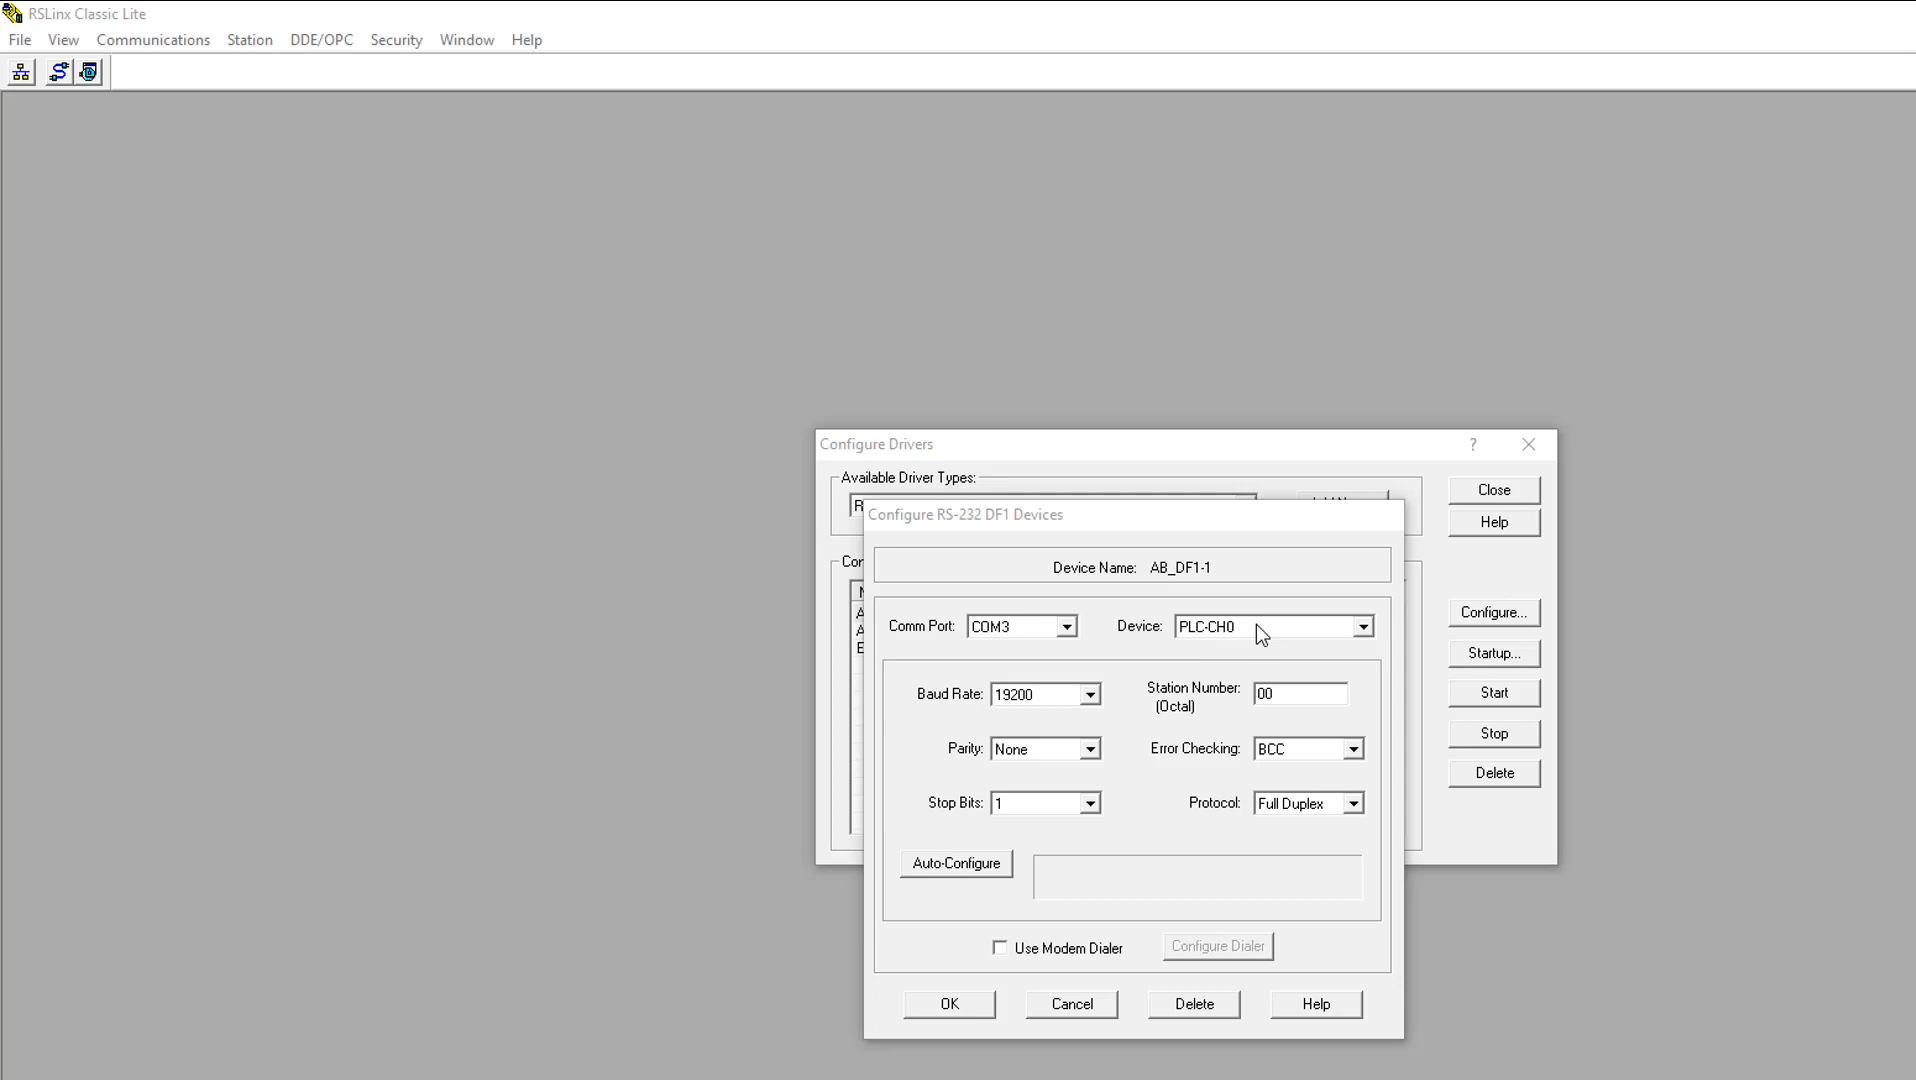 RSLinx Classic Lite
File View Communications Station DDE/OPC Security Window Help
Configure Drivers
?
Available Driver Types:
Close
Help
Configure RS-232 DF1 Devices
Device Name: AB_DF1-1
Comm Port: COM3 Device: PLC-CH0
Configure...
Startup...
Baud Rate: 19200 Station Number: 00
(Octal)
Start
Stop
Parity: None Error Checking: BCC
Delete
Stop Bits: 1 Protocol: Full Duplex
Auto-Configure
Use Modem Dialer Configure Dialer
OK Cancel Delete Help